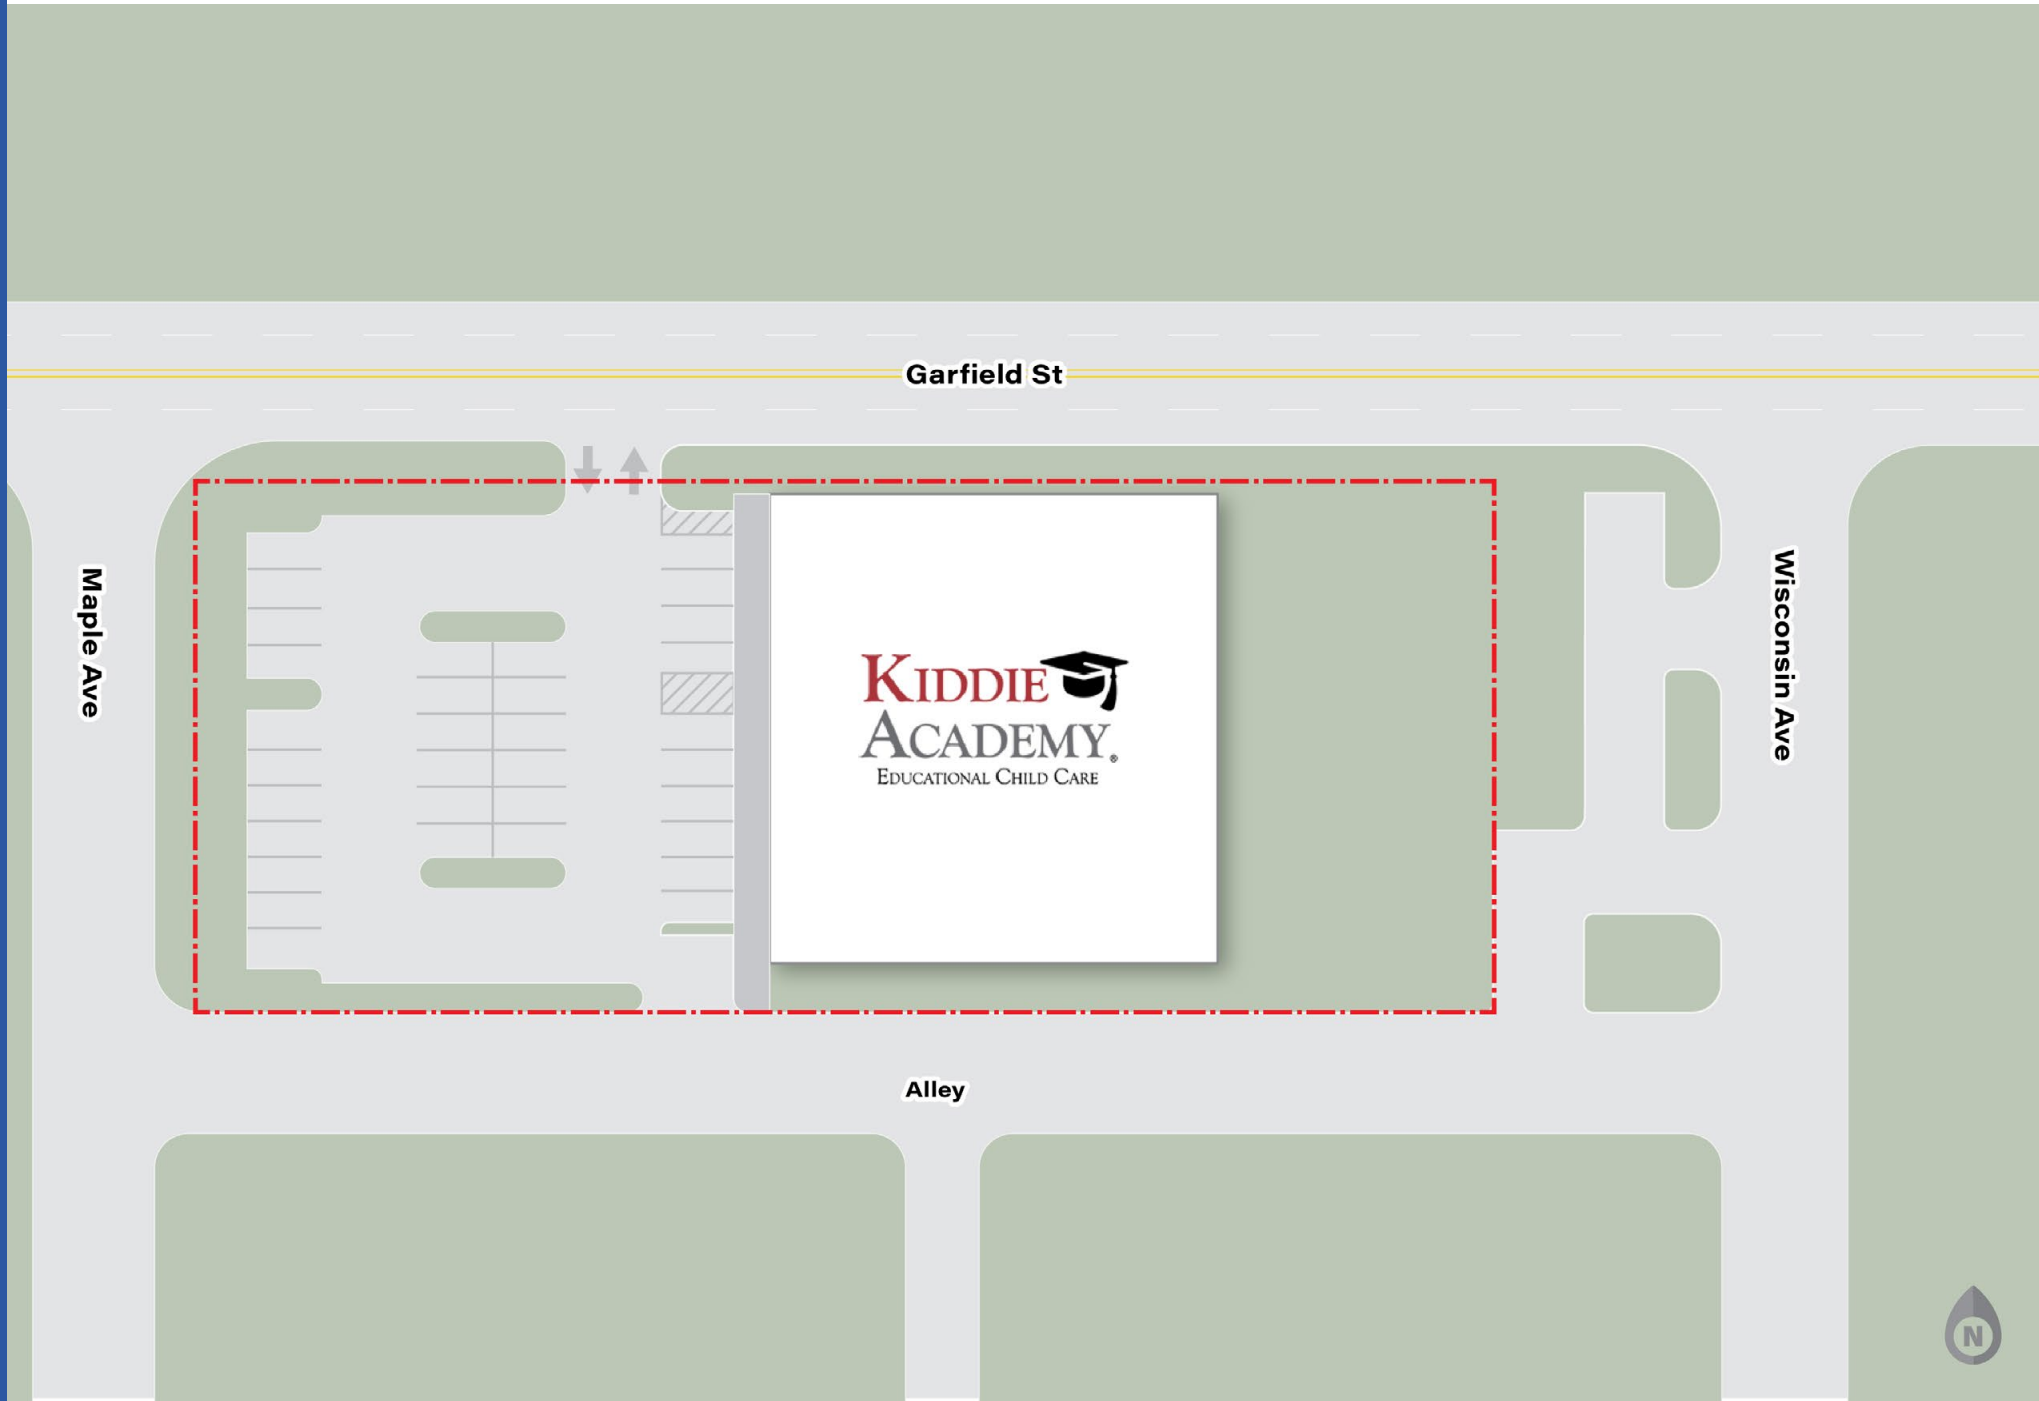 Garfield St
Maple Ave
Wisconsin Ave
KIDDIE
ACADEMY®
EDUCATIONAL CHILD CARE
Alley
N